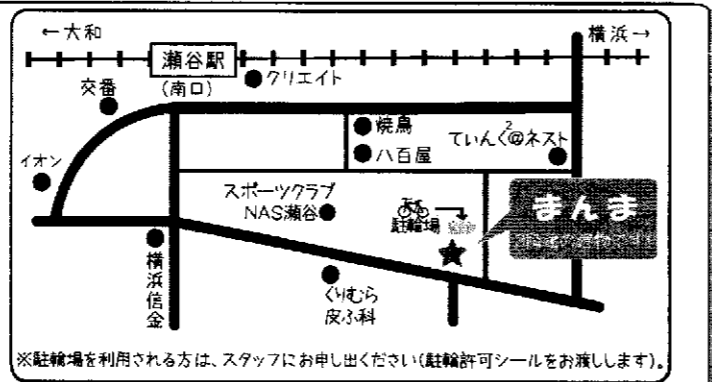 ←大和
横浜→
瀬谷駅
(南口)
クリエイト
交番
焼鳥
八百屋
てぃんく²@ネスト
イオン
スポーツクラブ
NAS瀬谷
駐輪場
まんま
横浜信金
くりむら
皮ふ科
※駐輪場を利用される方は、スタッフにお申し出ください(駐輪許可シールをお渡しします)。